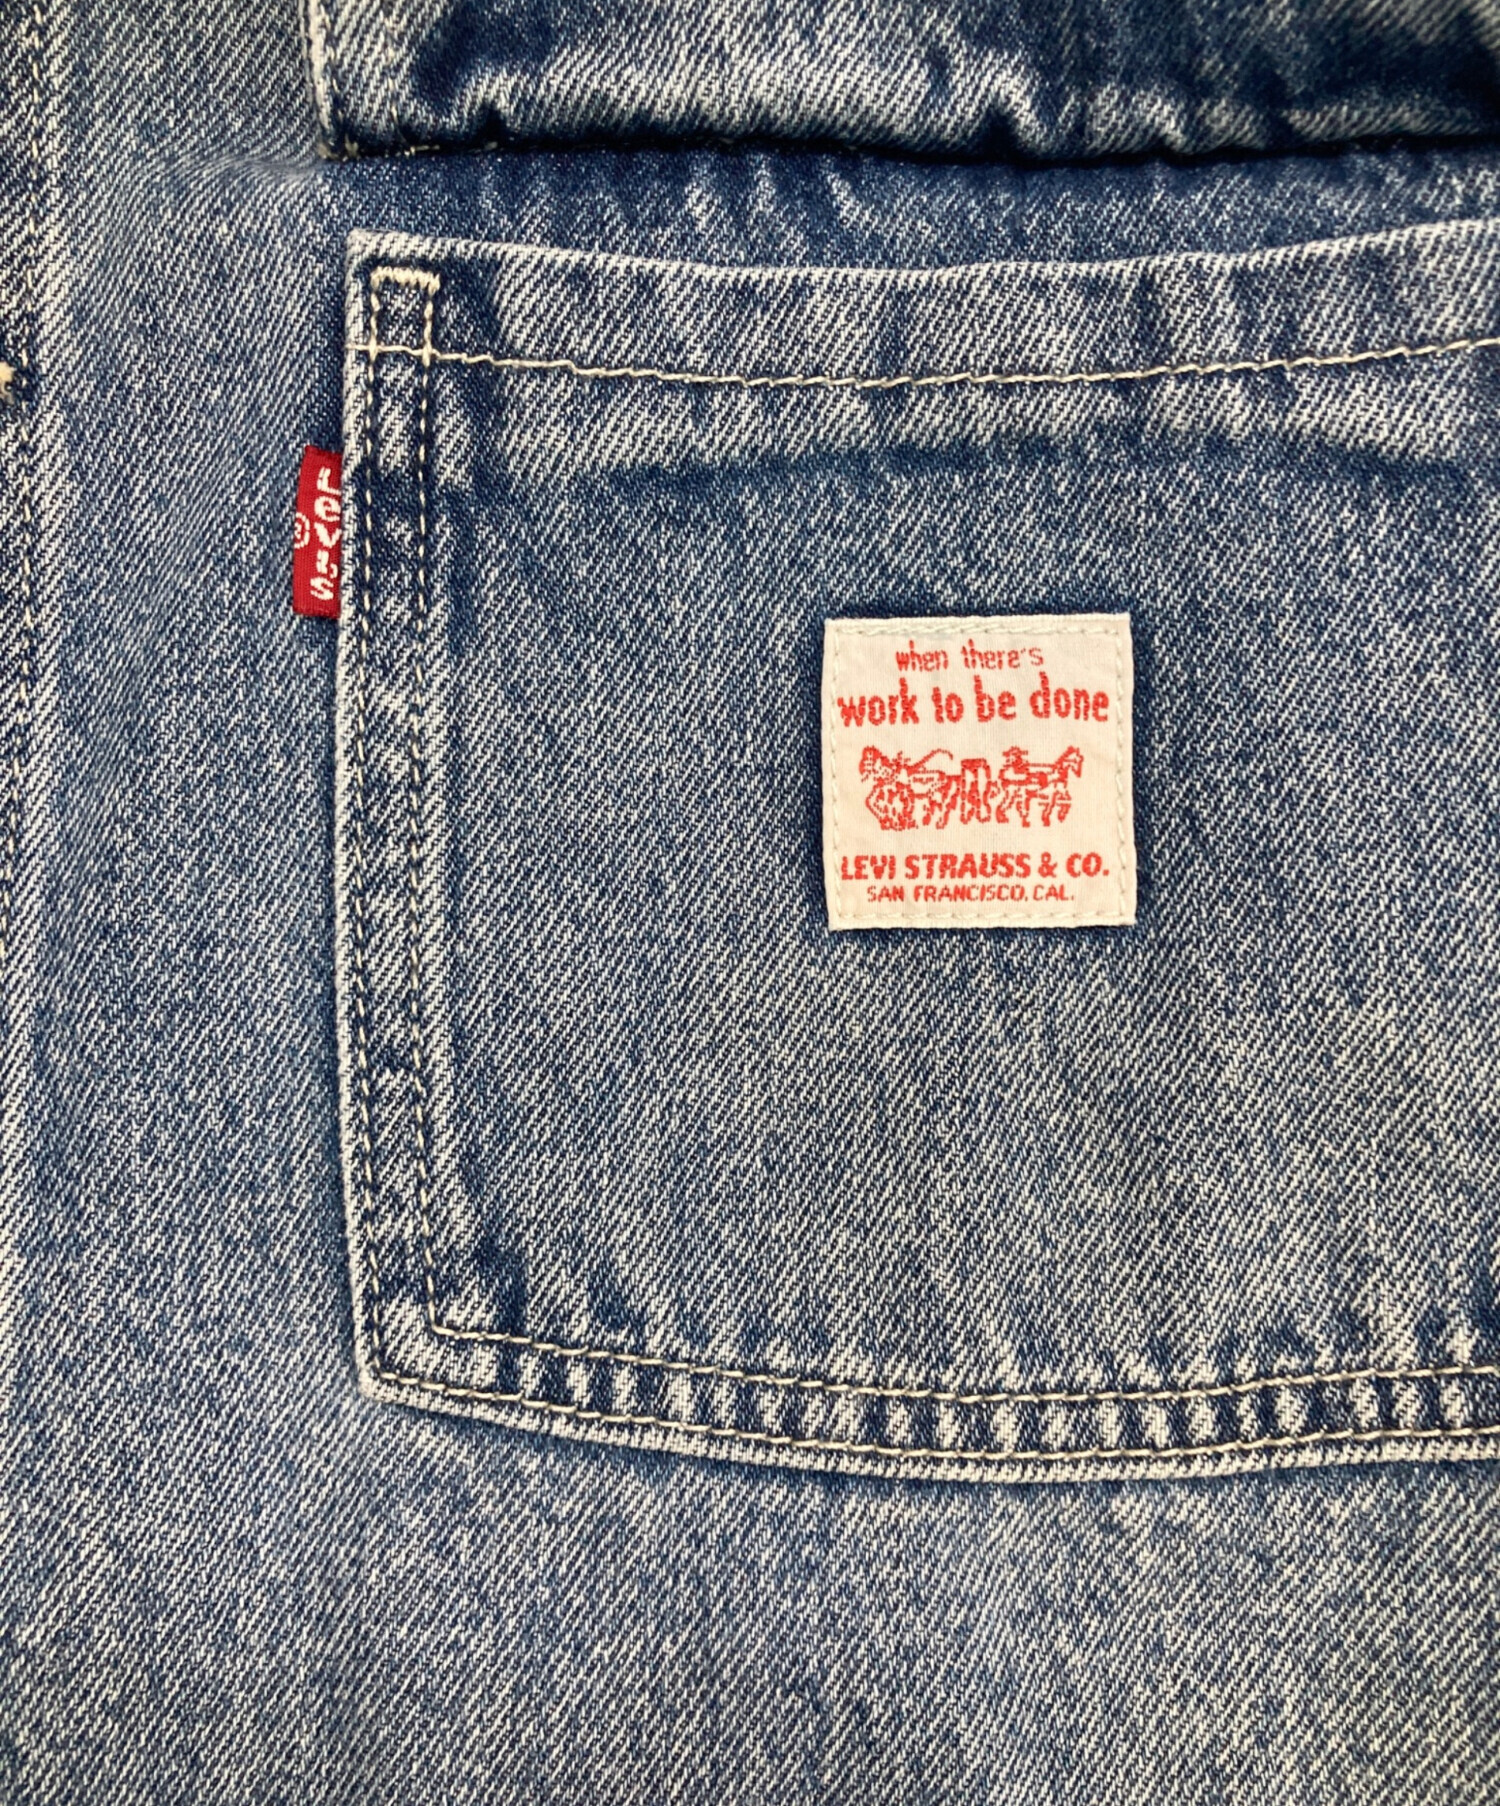 LEVI'S
®
when there's
work to be done
LEVI STRAUSS & CO.
SAN FRANCISCO, CAL.